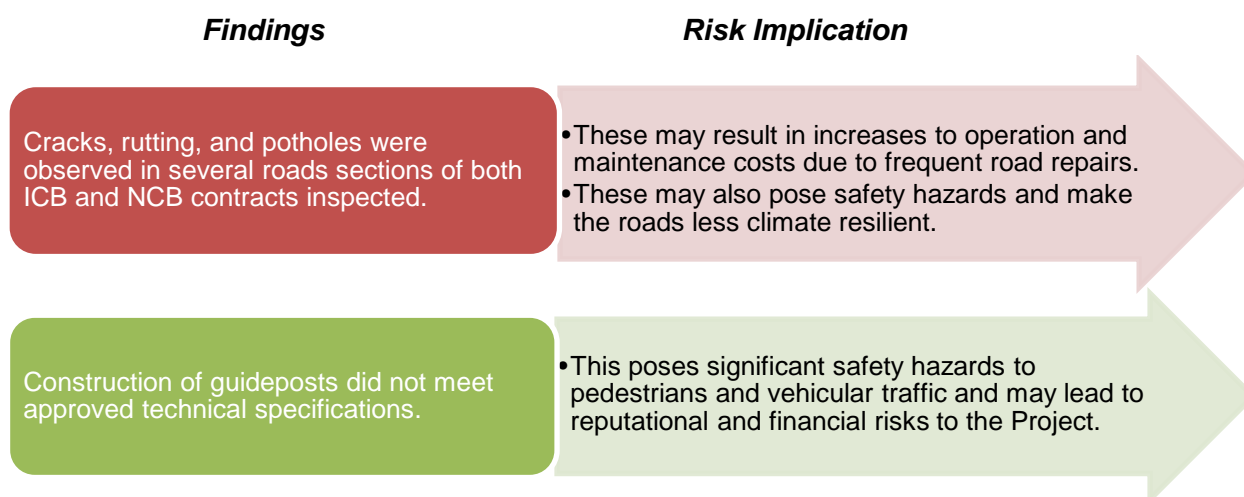 Findings
Risk Implication
Cracks, rutting, and potholes were
observed in several roads sections of both
ICB and NCB contracts inspected.
•These may result in increases to operation and
maintenance costs due to frequent road repairs.
•These may also pose safety hazards and make
the roads less climate resilient.
Construction of guideposts did not meet
approved technical specifications.
•This poses significant safety hazards to
pedestrians and vehicular traffic and may lead to
reputational and financial risks to the Project.